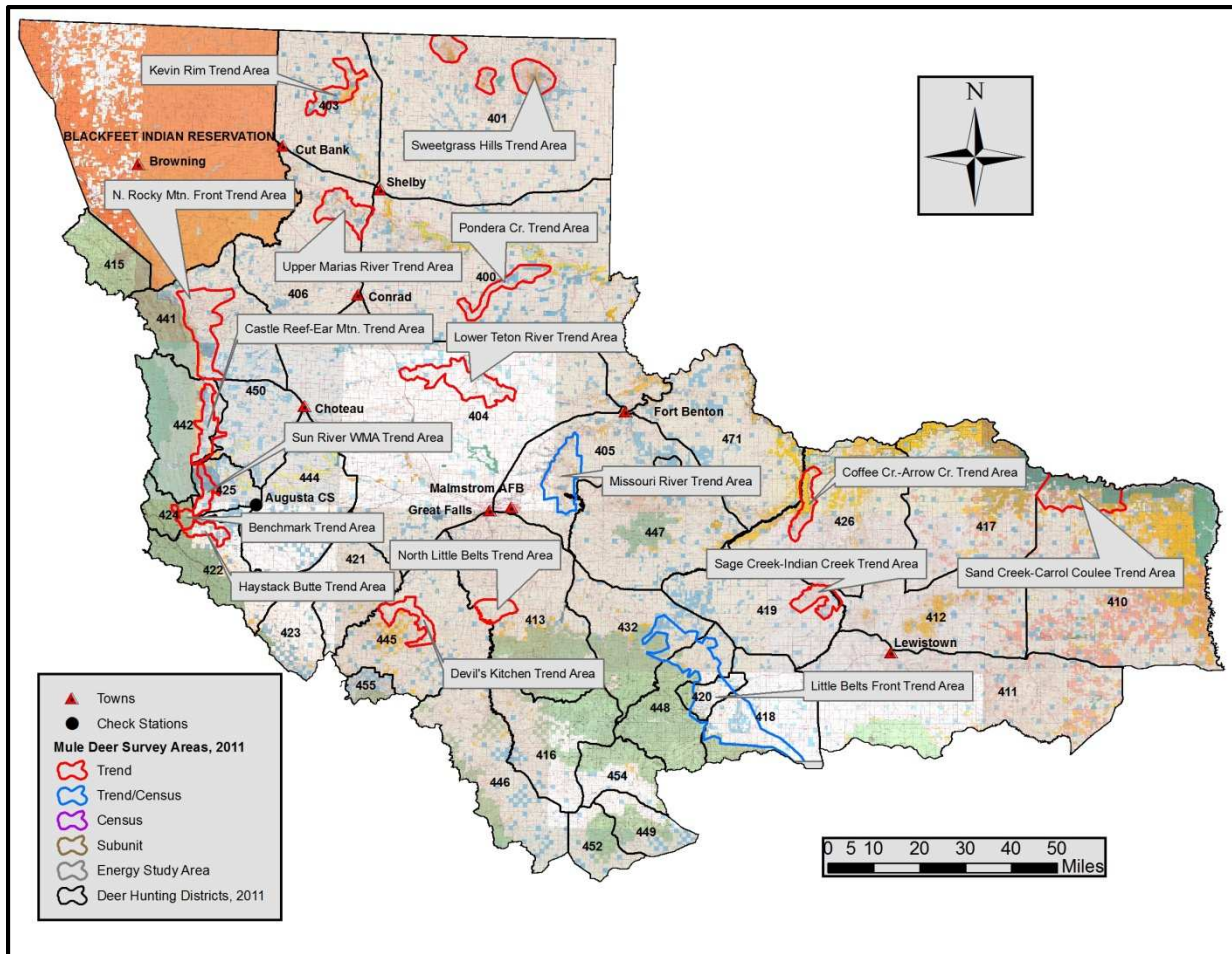 Kevin Rim Trend Area
403
401
Sweetgrass Hills Trend Area
N
BLACKFEET INDIAN RESERVATION
Cut Bank
Browning
Shelby
N. Rocky Mtn. Front Trend Area
Pondera Cr. Trend Area
415
Upper Marias River Trend Area
400
406
Conrad
441
Castle Reef-Ear Mtn. Trend Area
Lower Teton River Trend Area
450
Choteau
404
Fort Benton
442
471
Sun River WMA Trend Area
405
Coffee Cr.-Arrow Cr. Trend Area
425
444
Missouri River Trend Area
Augusta CS
Malmstrom AFB
Great Falls
424
426
417
Benchmark Trend Area
447
421
North Little Belts Trend Area
Sage Creek-Indian Creek Trend Area
Sand Creek-Carrol Coulee Trend Area
422
Haystack Butte Trend Area
419
410
413
432
412
423
445
Lewistown
Devil's Kitchen Trend Area
455
420
Little Belts Front Trend Area
448
418
411
416
446
454
452
449
Towns
Check Stations
Mule Deer Survey Areas, 2011
Trend
Trend/Census
Census
Subunit
Energy Study Area
Deer Hunting Districts, 2011
0 5 10 20 30 40 50
Miles